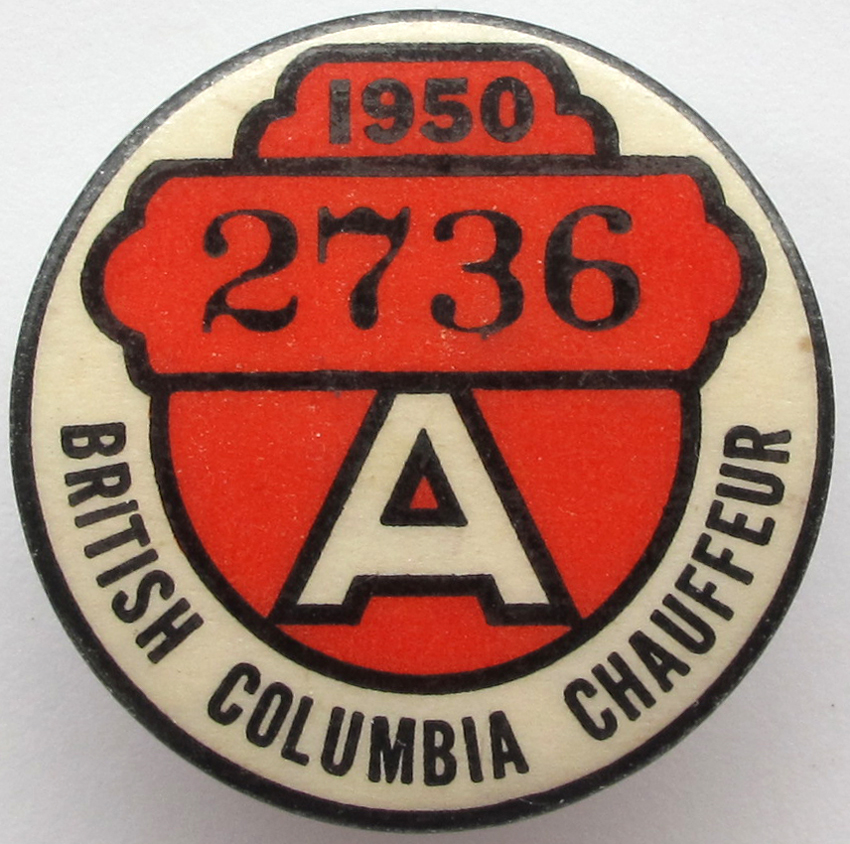 1950
2736
A
BRITISH COLUMBIA CHAUFFEUR